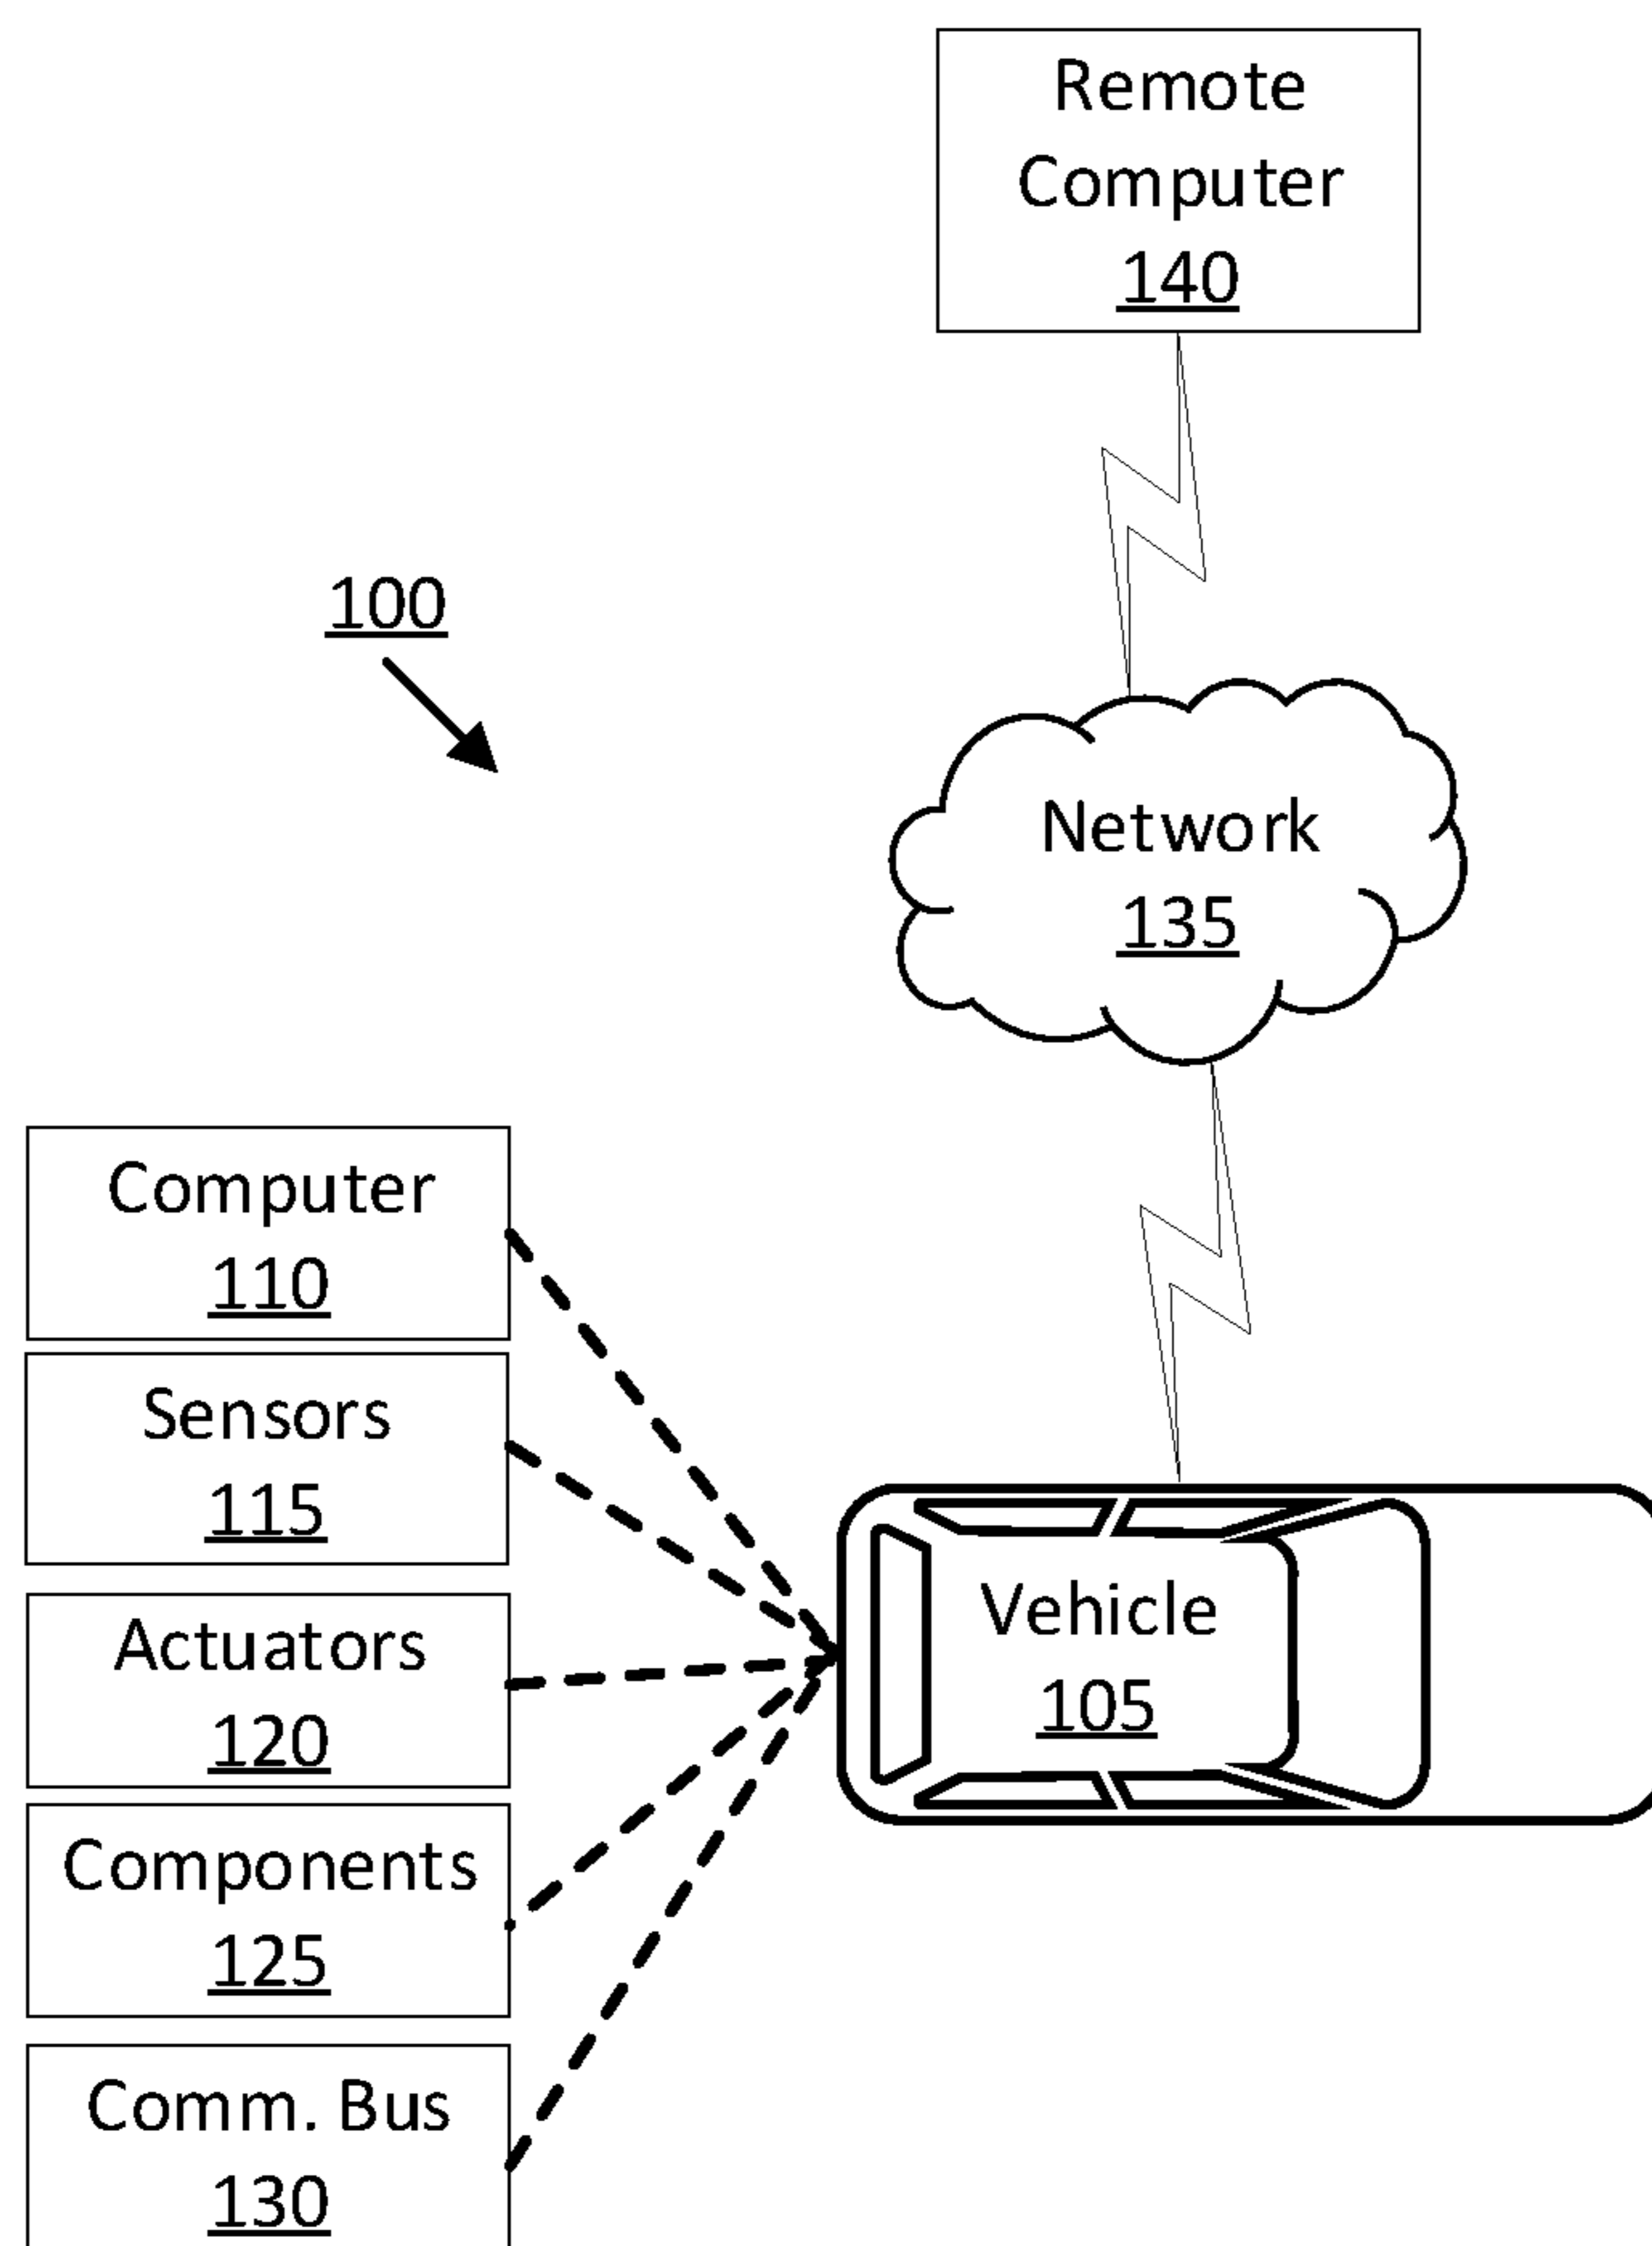 Remote
Computer
140
100
Network
135
Computer
110
Sensors
115
Actuators
120
Components
125
Comm. Bus
130
Vehicle
105